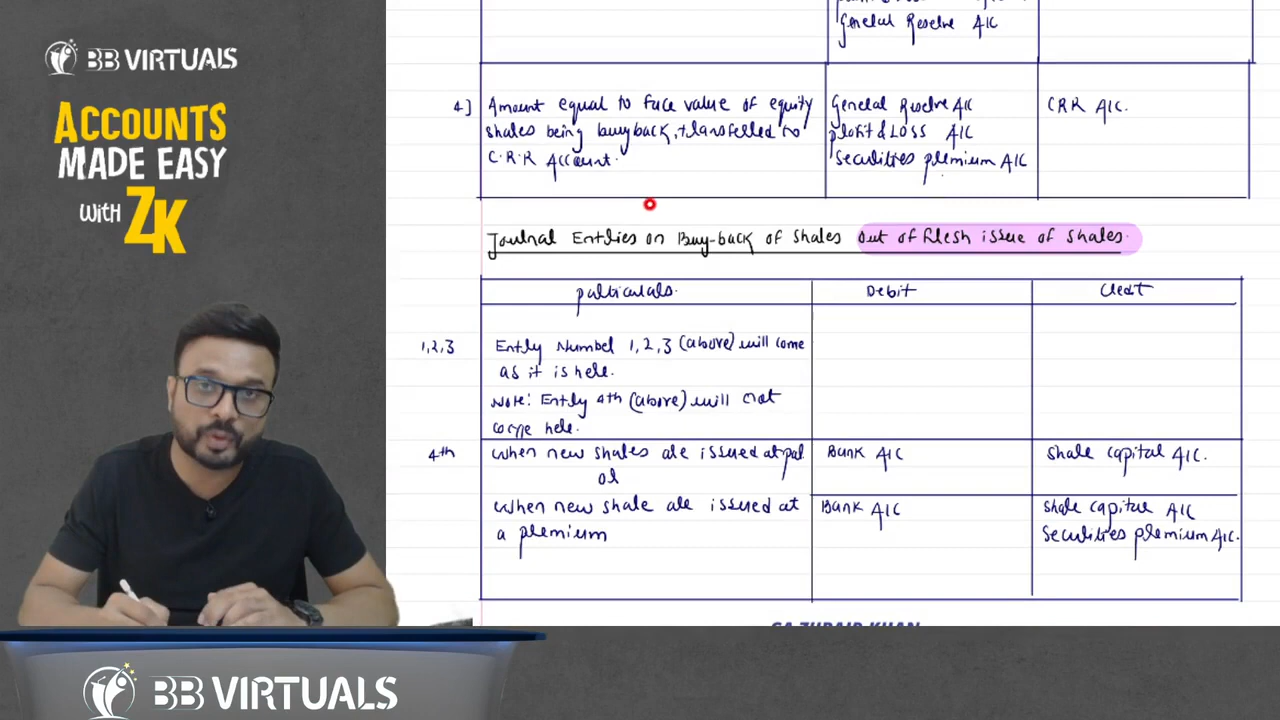 BB VIRTUALS
ACCOUNTS
MADE EASY
with ZK
General Reserve A/C
4] Amount equal to face value of equity General Reserve A/C CRR A/C.
shares being buyback, transferred to profit & Loss A/C
C.R.R Account. Securities premium A/C
Journal Entries on Buy-back of shares out of fresh issue of shares.
particulars. Debit Credit
1,2,3 Entry Number 1,2,3 (above) will come
as it is here.
Note: Entry 4th (above) will not
come here.
4th When new shares are issued at par Bank A/C Share capital A/C.
or
When new share are issued at Bank A/C Share capital A/C
a premium Securities premium A/C.
BB VIRTUALS